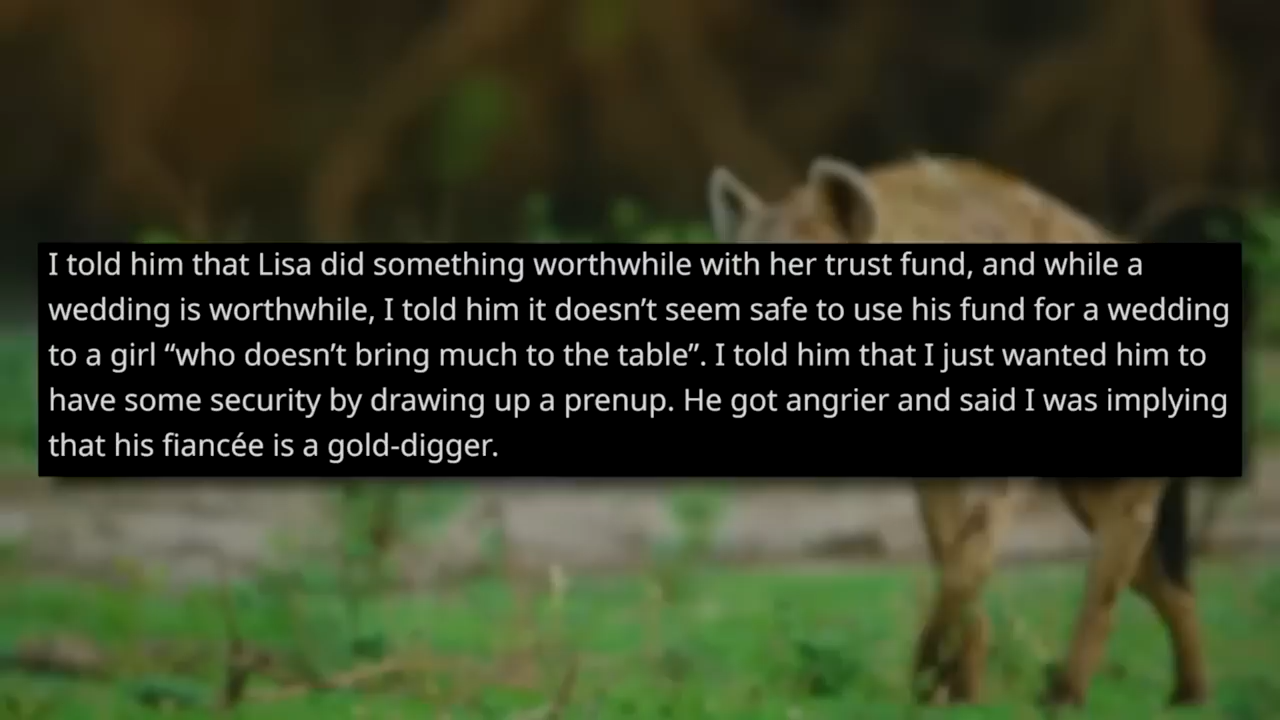 I told him that Lisa did something worthwhile with her trust fund, and while a
wedding is worthwhile, I told him it doesn’t seem safe to use his fund for a wedding
to a girl “who doesn’t bring much to the table”. I told him that I just wanted him to
have some security by drawing up a prenup. He got angrier and said I was implying
that his fiancée is a gold-digger.